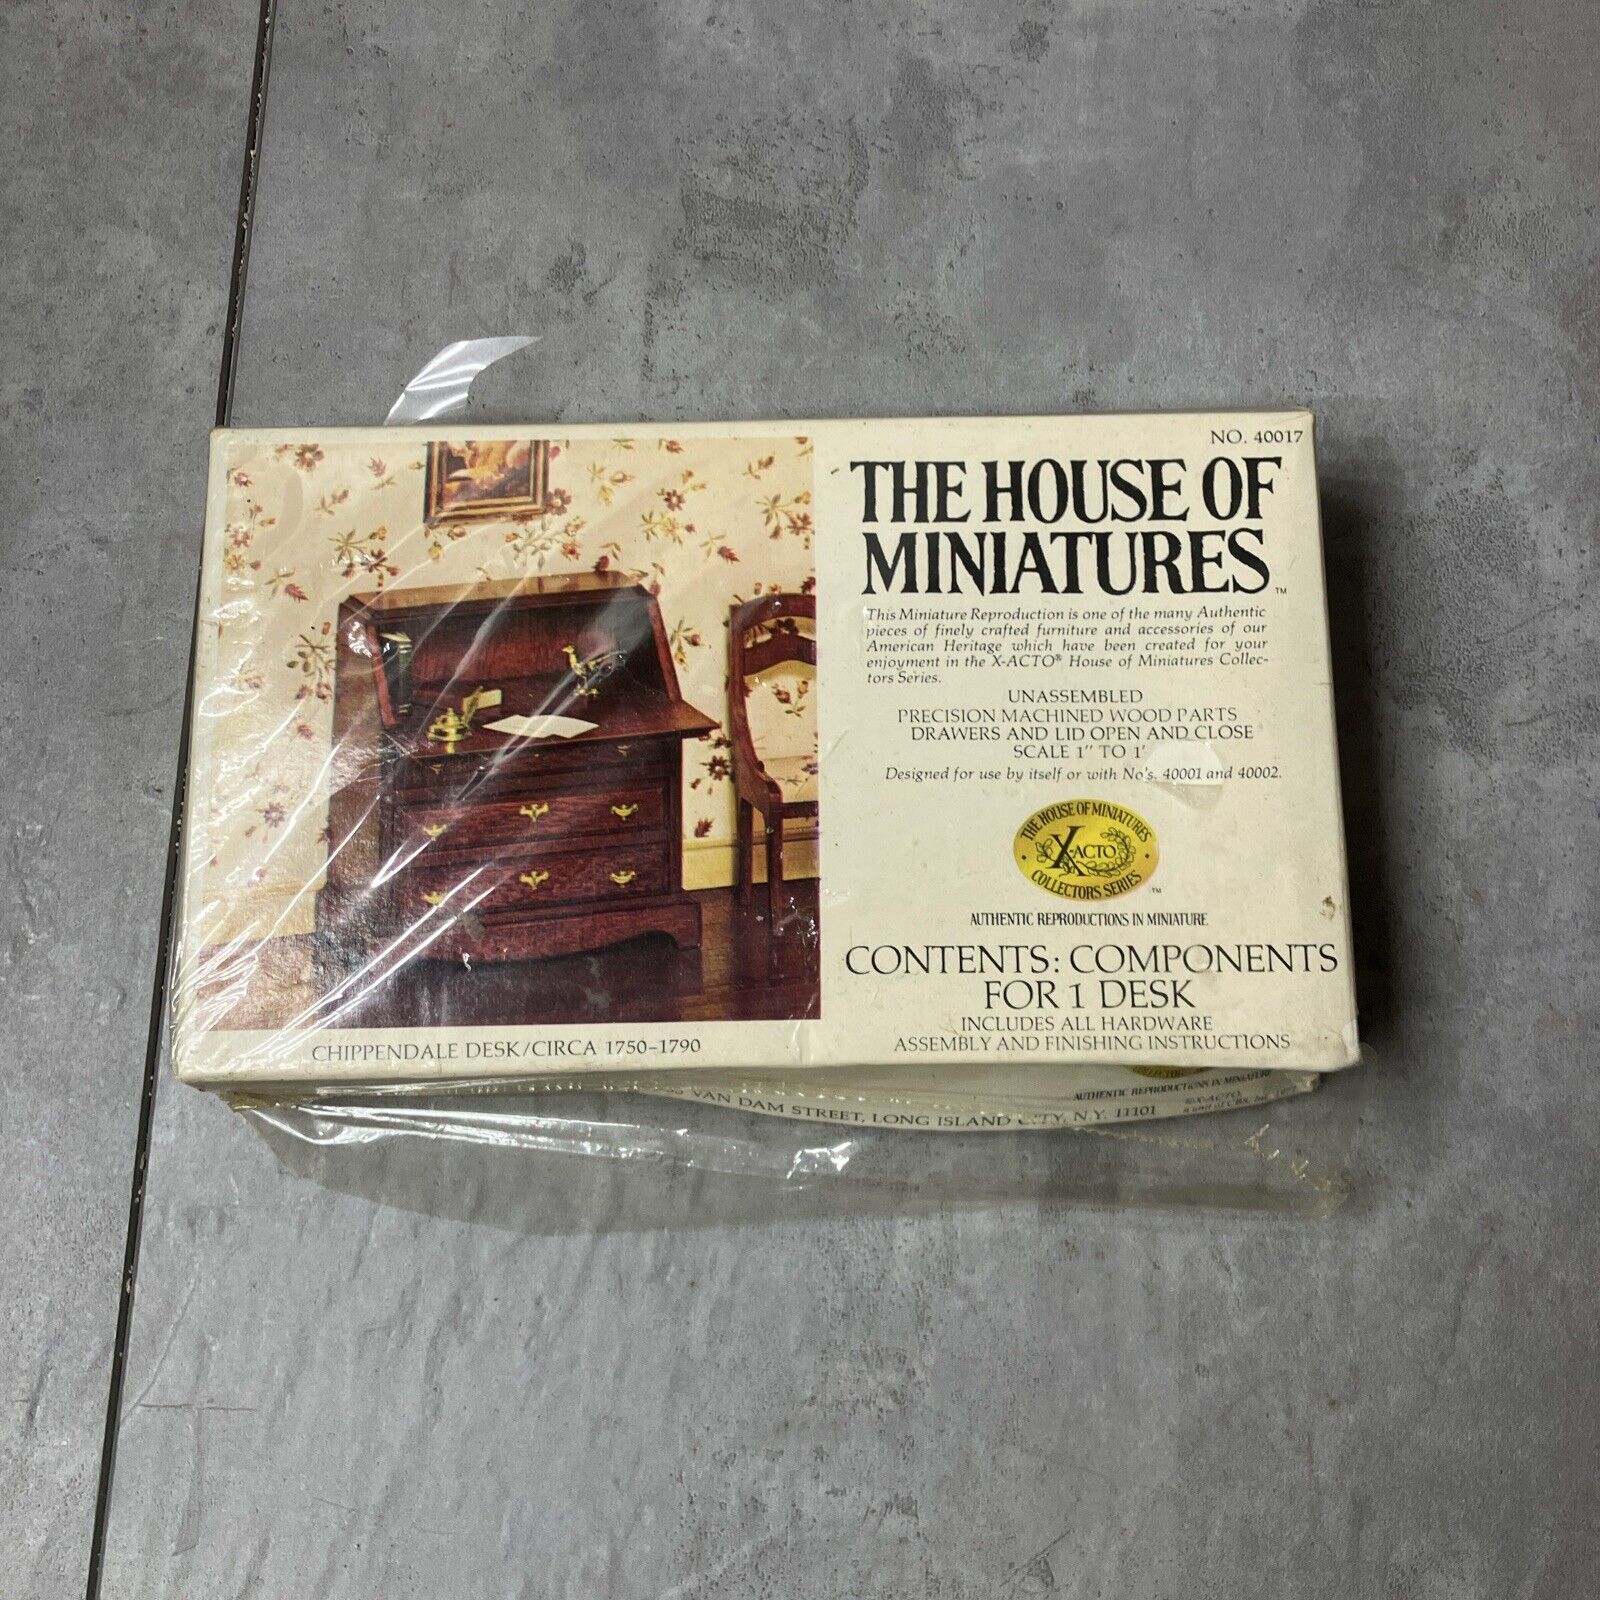 NO. 40017
THE HOUSE OF
MINIATURES™
This Miniature Reproduction is one of the many Authentic
pieces of finely crafted furniture and accessories of our
American Heritage which have been created for your
enjoyment in the X-ACTO® House of Miniatures Collec-
tors Series.
UNASSEMBLED
PRECISION MACHINED WOOD PARTS
DRAWERS AND LID OPEN AND CLOSE
SCALE 1" TO 1'
Designed for use by itself or with No's. 40001 and 40002.
THE HOUSE OF MINIATURES
X-ACTO
COLLECTORS SERIES
™
AUTHENTIC REPRODUCTIONS IN MINIATURE
CONTENTS: COMPONENTS
FOR 1 DESK
INCLUDES ALL HARDWARE
ASSEMBLY AND FINISHING INSTRUCTIONS
CHIPPENDALE DESK/CIRCA 1750-1790
AUTHENTIC REPRODUCTIONS IN MINIATURE
VAN DAM STREET, LONG ISLAND CITY, N.Y. 11101
©X-ACTO